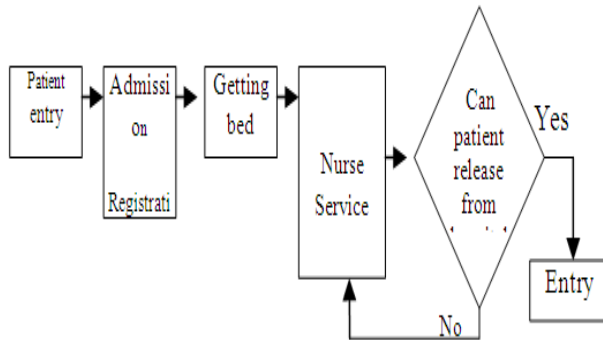 Patient
entry
Admissi
on
Registrati
Getting
bed
Nurse
Service
Can
patient
release
from
Yes
No
Entry